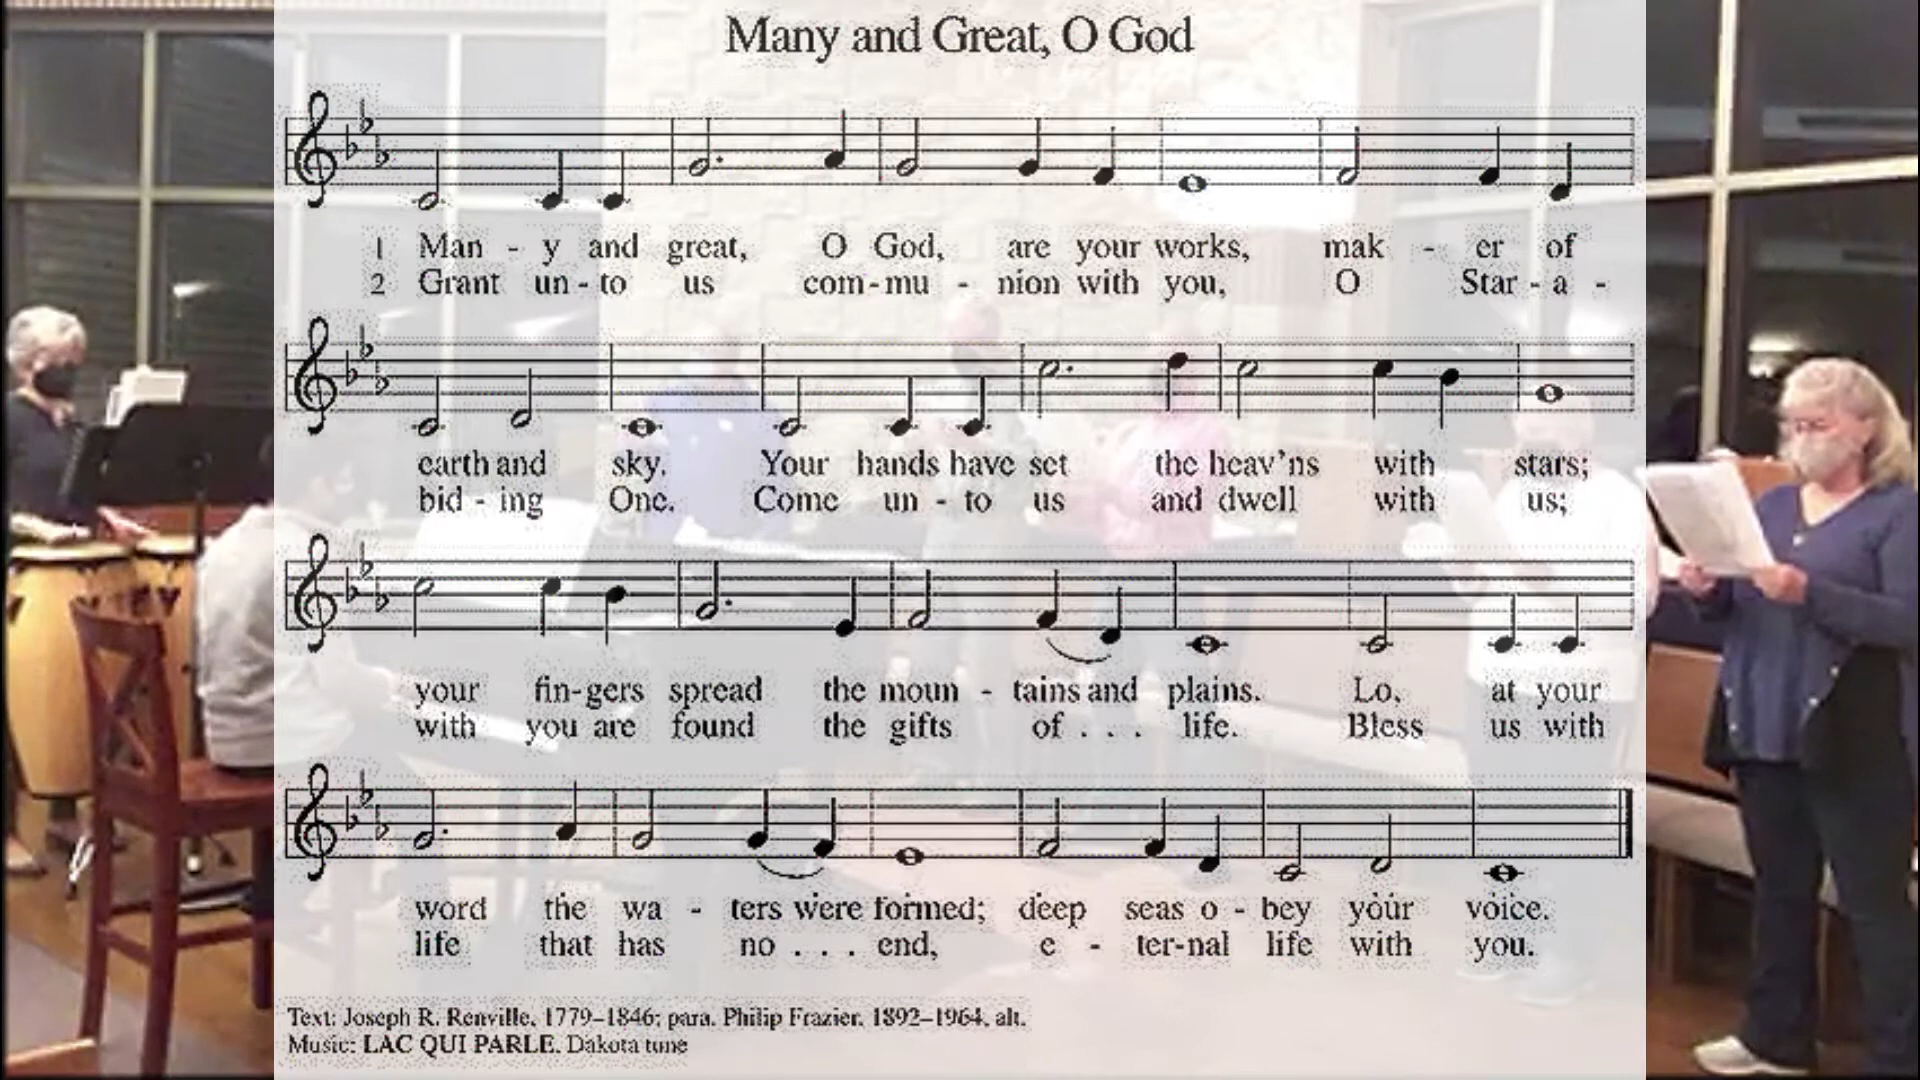 Many and Great, O God
1 Man - y and great, O God, are your works, mak - er of
2 Grant un - to us com - mu - nion with you, O Star - a -
earth and sky. Your hands have set the heav'ns with stars;
bid - ing One. Come un - to us and dwell with us;
your fin - gers spread the moun - tains and plains. Lo, at your
with you are found the gifts of . . . life. Bless us with
word the wa - ters were formed; deep seas o - bey your voice.
life that has no . . . end, e - ter - nal life with you.
Text: Joseph R. Renville, 1779–1846; para. Philip Frazier, 1892–1964, alt.
Music: LAC QUI PARLE, Dakota tune